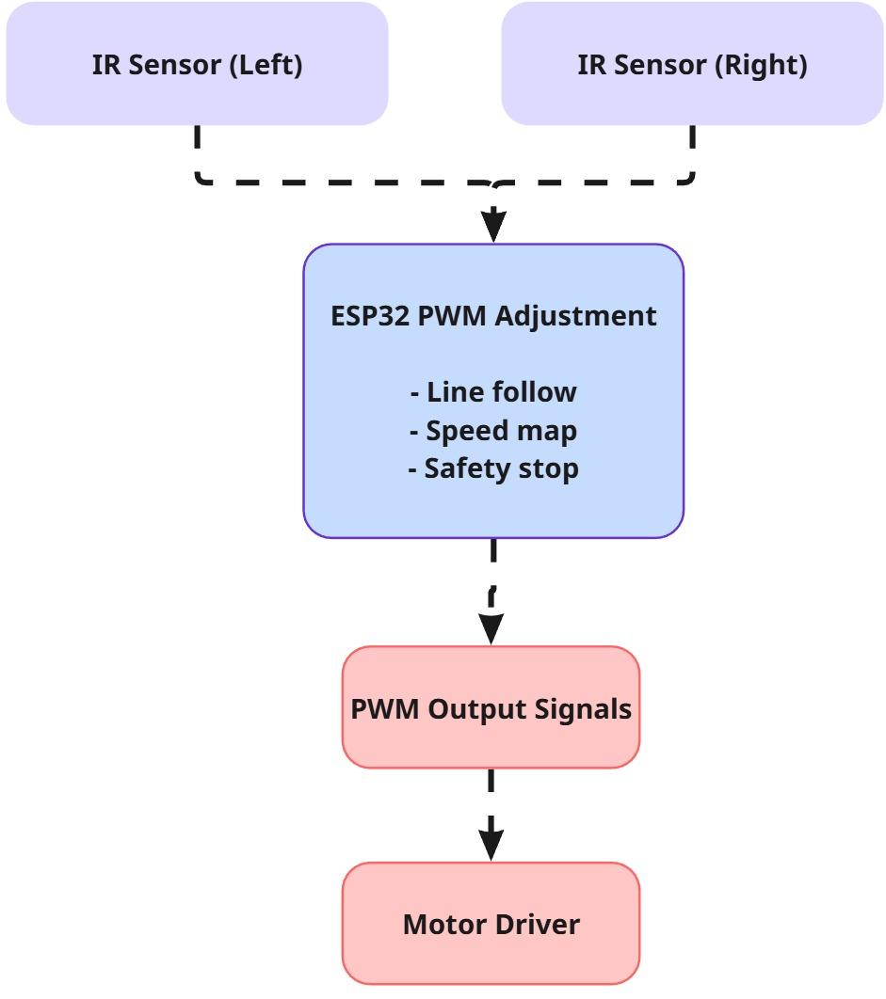 IR Sensor (Left)
IR Sensor (Right)
ESP32 PWM Adjustment
- Line follow
- Speed map
- Safety stop
PWM Output Signals
Motor Driver